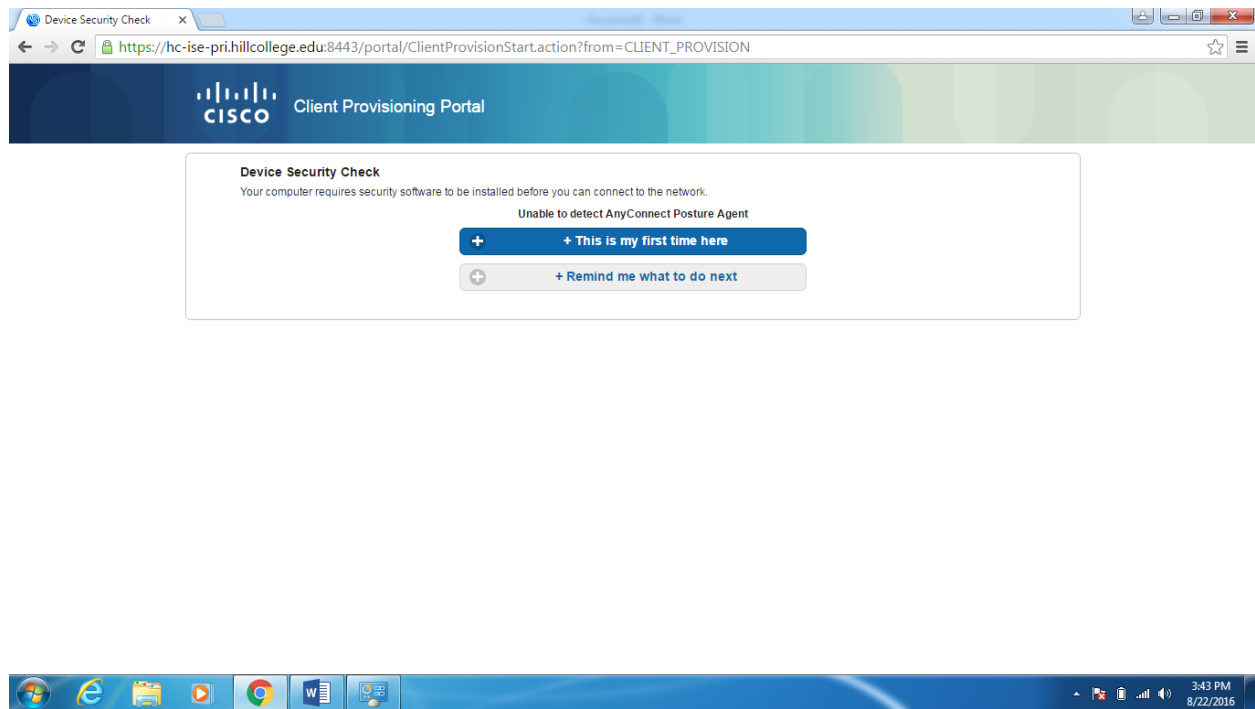 Device Security Check
https://hc-ise-pri.hillcollege.edu:8443/portal/ClientProvisionStart.action?from=CLIENT_PROVISION
CISCO
Client Provisioning Portal
Device Security Check
Your computer requires security software to be installed before you can connect to the network.
Unable to detect AnyConnect Posture Agent
+ This is my first time here
+ Remind me what to do next
3:43 PM
8/22/2016